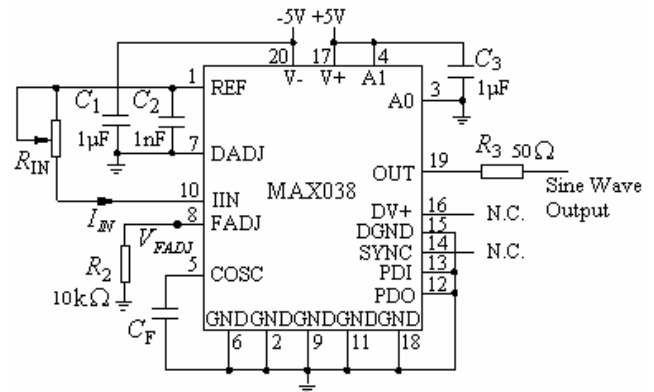 -5V +5V
20 17 4
V- V+ A1
C3
1µF
1 REF
A0 3
C1 C2
1µF 1nF
7 DADJ
RIN
R3 50Ω
OUT 19
Sine Wave
Output
MAX038
10 IIN
IIN
8 FADJ
VFADJ
DV+ 16 N.C.
DGND 15
SYNC 14 N.C.
PDI 13
PDO 12
R2
10kΩ
5 COSC
CF
GND GND GND GND GND
6 2 9 11 18